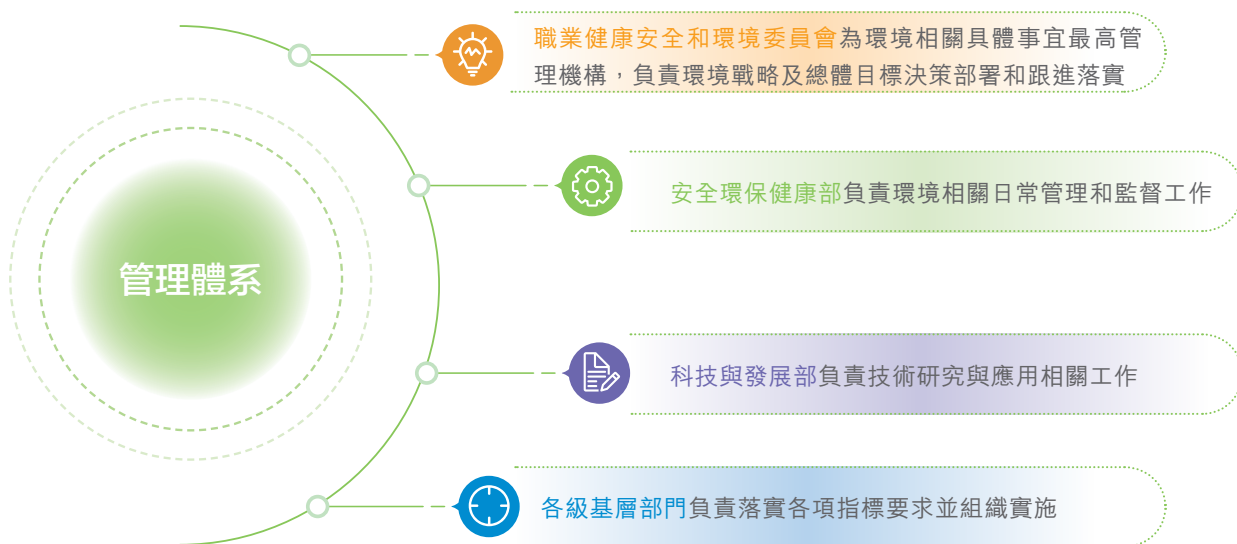 職業健康安全和環境委員會為環境相關具體事宜最高管
理機構，負責環境戰略及總體目標決策部署和跟進落實
安全環保健康部負責環境相關日常管理和監督工作
管理體系
科技與發展部負責技術研究與應用相關工作
各級基層部門負責落實各項指標要求並組織實施